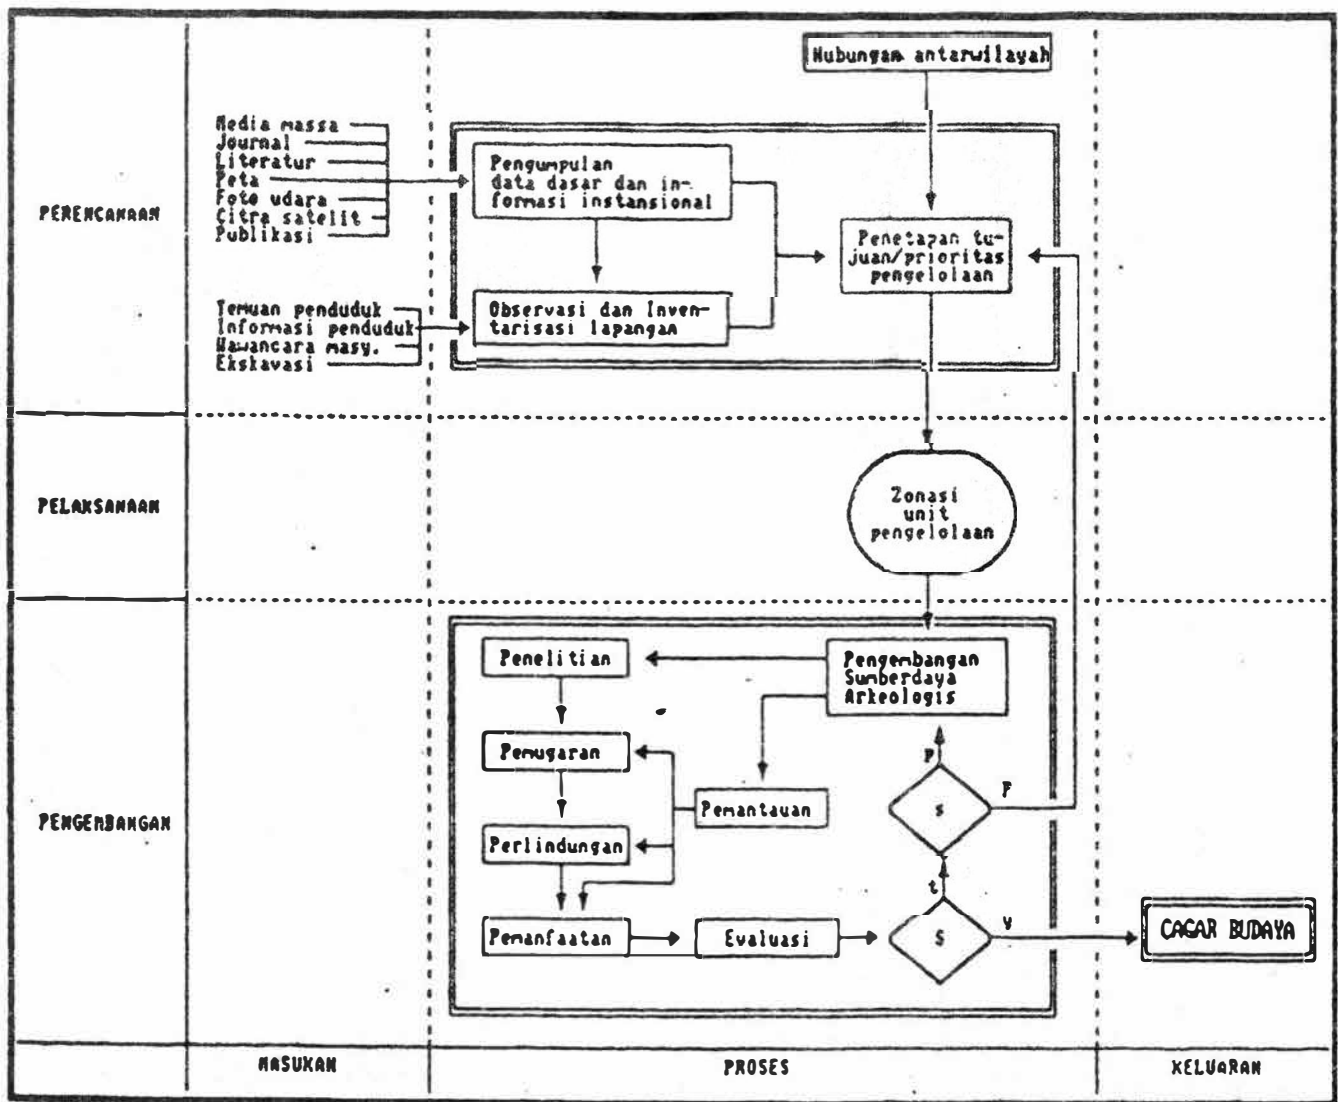 Hubungan antarwilayah
PERENCANAAN
Media massa
Journal
Literatur
Peta
Foto udara
Citra satelit
Publikasi
Pengumpulan
data dasar dan in-
formasi instansional
Penetapan tu-
juan/prioritas
pengelolaan
Temuan penduduk
Informasi penduduk
Wawancara masy.
Ekskavasi
Observasi dan Inven-
tarisasi lapangan
PELAKSANAAN
Zonasi
unit
pengelolaan
PENGEMBANGAN
Penelitian
Pengembangan
Sumberdaya
Arkeologis
Pemugaran
P
Pemantauan
s
F
Perlindungan
t
Pemanfaatan
Evaluasi
S
y
CAGAR BUDAYA
MASUKAN
PROSES
KELUARAN